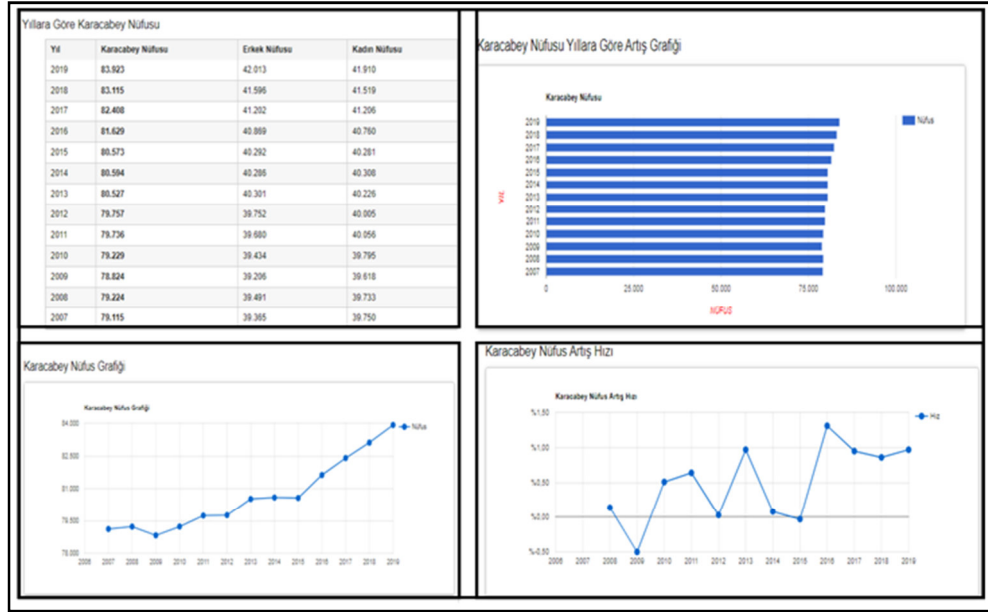 Yıllara Göre Karacabey Nüfusu
Yıl Karacabey Nüfusu Erkek Nüfusu Kadın Nüfusu
2019 83.923 42.013 41.910
2018 83.115 41.596 41.519
2017 82.408 41.202 41.206
2016 81.629 40.869 40.760
2015 80.573 40.292 40.281
2014 80.594 40.286 40.308
2013 80.527 40.301 40.226
2012 79.757 39.752 40.005
2011 79.736 39.680 40.056
2010 79.229 39.434 39.795
2009 78.824 39.206 39.618
2008 79.224 39.491 39.733
2007 79.115 39.365 39.750
Karacabey Nüfusu Yıllara Göre Artış Grafiği
Karacabey Nüfusu
Nüfus
2019
2018
2017
2016
2015
2014
2013
2012
2011
2010
2009
2008
2007
0 25.000 50.000 75.000 100.000
NÜFUS
Karacabey Nüfus Grafiği
Karacabey Nüfus Grafiği
Nüfus
84.000
82.500
81.000
79.500
78.000
2006 2007 2008 2009 2010 2011 2012 2013 2014 2015 2016 2017 2018 2019
Karacabey Nüfus Artış Hızı
Karacabey Nüfus Artış Hızı
Hız
%1.50
%1.00
%0.50
%0.00
%-0.50
2006 2006 2007 2008 2009 2010 2011 2012 2013 2014 2015 2016 2017 2018 2019